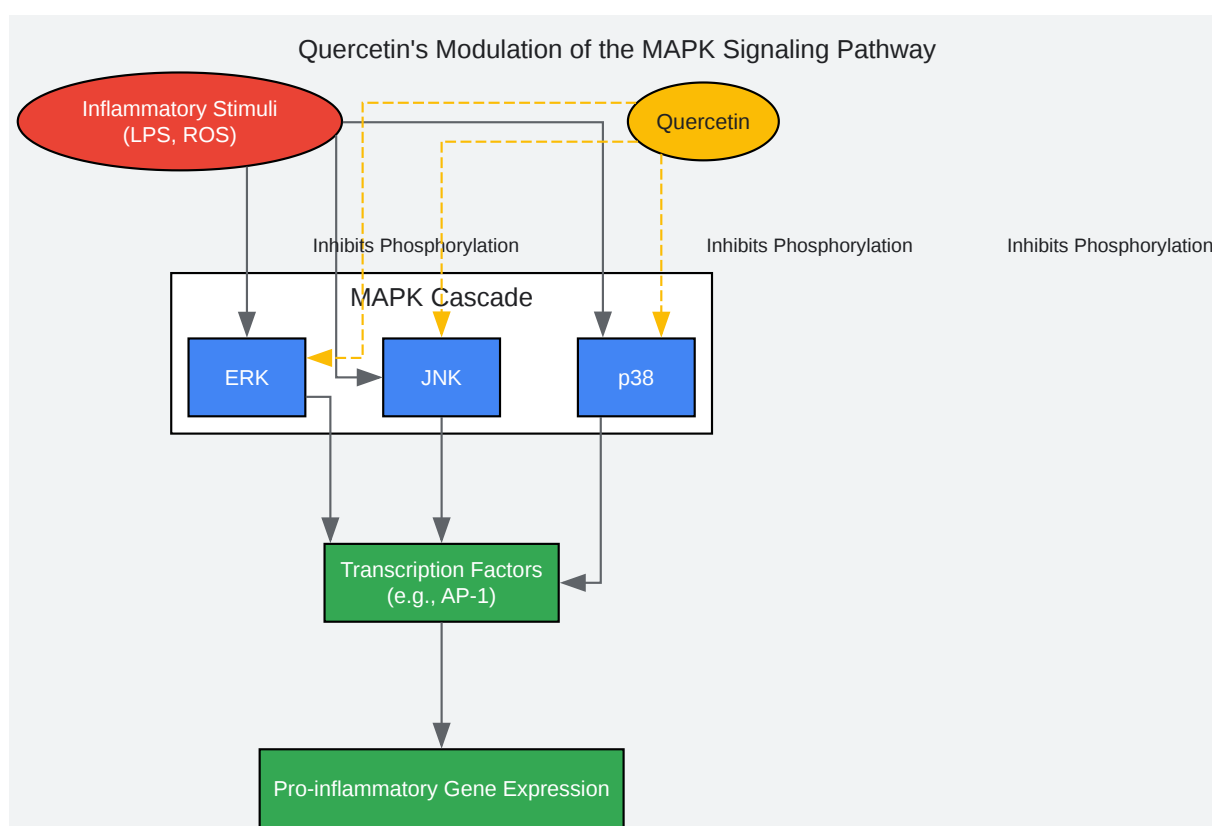 Quercetin's Modulation of the MAPK Signaling Pathway
Inflammatory Stimuli
(LPS, ROS)
Quercetin
Inhibits Phosphorylation
Inhibits Phosphorylation
Inhibits Phosphorylation
MAPK Cascade
ERK
JNK
p38
Transcription Factors
(e.g., AP-1)
Pro-inflammatory Gene Expression